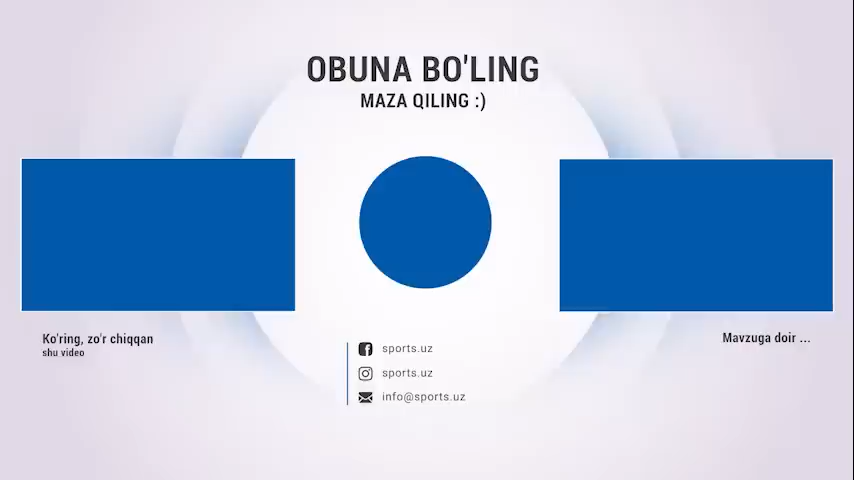 OBUNA BO'LING
MAZA QILING :)
Ko'ring, zo'r chiqqan
shu video
Mavzuga doir ...
sports.uz
sports.uz
info@sports.uz